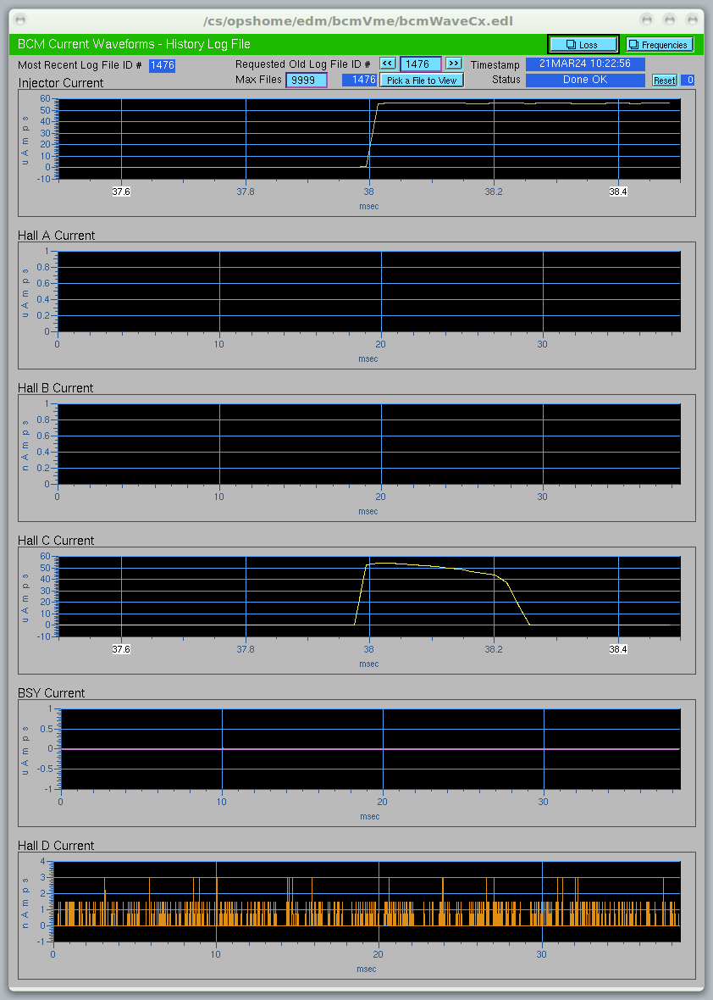 /cs/opshome/edm/bcmVme/bcmWaveCx.edl
BCM Current Waveforms - History Log File
Loss
Frequencies
Most Recent Log File ID # 1476
Requested Old Log File ID # << 1476 >>
Timestamp 21MAR24 10:22:56
Max Files 9999 1476 Pick a File to View
Status Done OK
Reset 0
Injector Current
60
50
40
30
20
10
0
-10
uAmps
37.6 37.8 38 38.2 38.4
msec
Hall A Current
1
0.8
0.6
0.4
0.2
0
uAmps
0 10 20 30
msec
Hall B Current
1
0.8
0.6
0.4
0.2
0
nAmps
0 10 20 30
msec
Hall C Current
60
50
40
30
20
10
0
-10
uAmps
37.6 37.8 38 38.2 38.4
msec
BSY Current
1
0.5
0
-0.5
-1
uAmps
0 10 20 30
msec
Hall D Current
4
3
2
1
0
-1
nAmps
0 10 20 30
msec